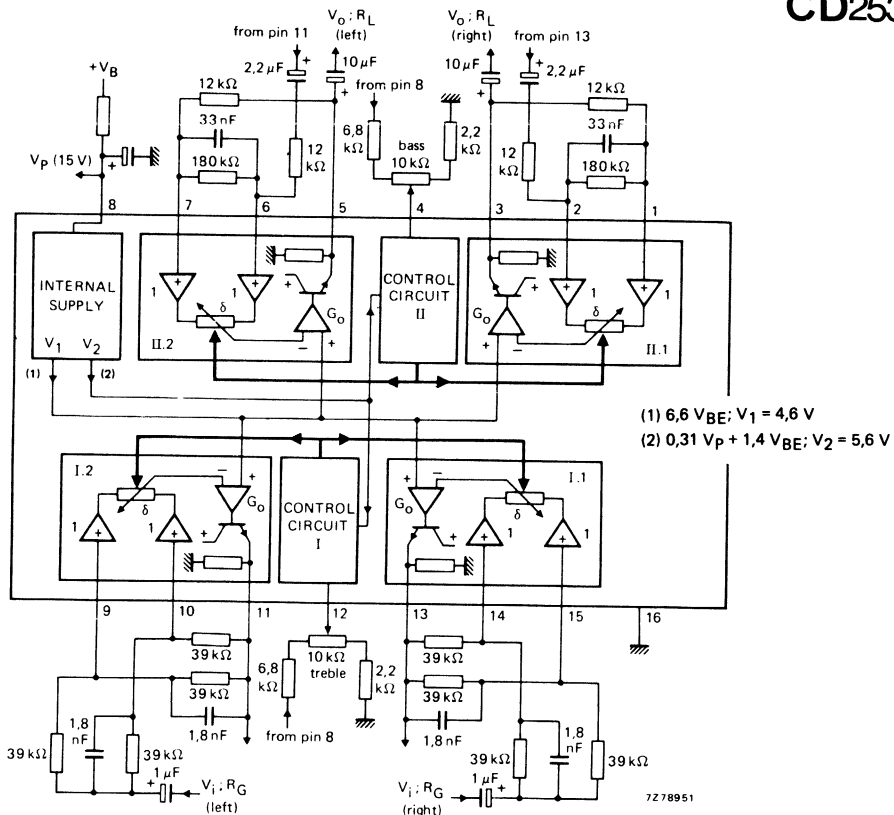 CD253
Vo ; RL
(left)
Vo ; RL
(right)
from pin 11
from pin 13
2,2 μF
+
10 μF
+
from pin 8
10 μF
+
+
2,2 μF
+VB
12 kΩ
12 kΩ
33 nF
33 nF
6,8
kΩ
2,2
kΩ
bass
10 kΩ
12
kΩ
12
kΩ
VP (15 V)
+
180 kΩ
180 kΩ
8
7
6
5
4
3
2
1
INTERNAL
SUPPLY
V1
V2
(1)
(2)
+
1
+
1
δ
+
Go
−
+
II.2
CONTROL
CIRCUIT
II
+
Go
−
+
+
1
+
1
δ
II.1
(1) 6,6 VBE; V1 = 4,6 V
(2) 0,31 VP + 1,4 VBE; V2 = 5,6 V
I.2
−
+
Go
δ
1
+
1
+
+
CONTROL
CIRCUIT
I
I.1
+
−
Go
δ
+
1
+
1
+
9
10
11
12
13
14
15
16
39 kΩ
39 kΩ
1,8 nF
6,8
kΩ
10 kΩ
treble
2,2
kΩ
from pin 8
39 kΩ
39 kΩ
1,8 nF
39 kΩ
1,8
nF
39 kΩ
1 μF
+
Vi ; RG
(left)
Vi ; RG
(right)
39 kΩ
1 μF
+
1,8
nF
39 kΩ
7Z78951